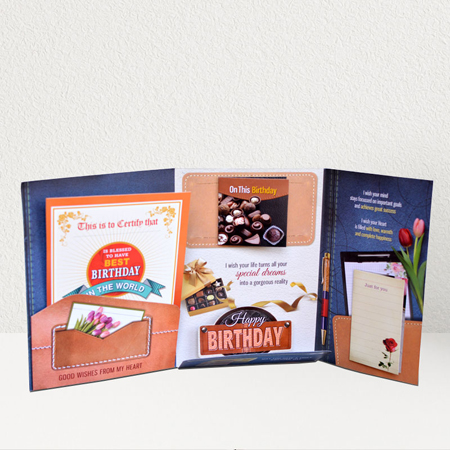 This is to Certify that
IS BLESSED TO HAVE
BEST
BIRTHDAY
IN THE WORLD
GOOD WISHES FROM MY HEART
On This Birthday
I wish your life turns all your
special dreams
into a gorgeous reality
Happy
BIRTHDAY
I wish your mind
stays focussed on important goals
and achieves great success
I wish your Heart
is filled with love, warmth
and complete happiness.
Just for you